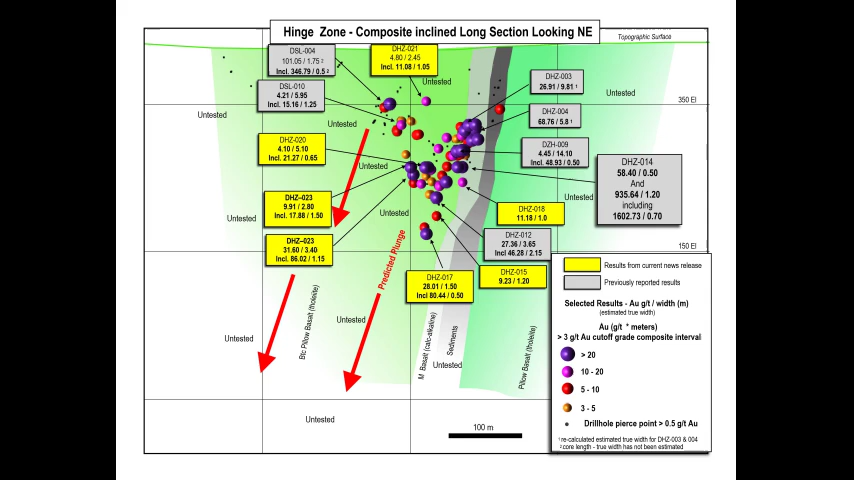 Hinge Zone - Composite inclined Long Section Looking NE
Topographic Surface
DSL-004
101.05 / 1.75 ²
Incl. 346.79 / 0.5 ²
DHZ-021
4.80 / 2.45
Incl. 11.08 / 1.05
Untested
DHZ-003
26.91 / 9.81 ¹
Untested
DSL-010
4.21 / 5.95
Incl. 15.16 / 1.25
350 El
Untested
Untested
DHZ-004
68.76 / 5.8 ¹
DHZ-020
4.10 / 5.10
Incl. 21.27 / 0.65
DZH-009
4.45 / 14.10
Incl. 48.93 / 0.50
Untested
DHZ-014
58.40 / 0.50
And
935.64 / 1.20
including
1602.73 / 0.70
DHZ-023
9.91 / 2.80
Incl. 17.88 / 1.50
Untested
Untested
Untested
DHZ-018
11.18 / 1.0
DHZ-023
31.60 / 3.40
Incl. 86.02 / 1.15
DHZ-012
27.36 / 3.65
Incl 46.28 / 2.15
150 El
Predicted Plunge
DHZ-017
28.01 / 1.50
Incl 80.44 / 0.50
DHZ-015
9.23 / 1.20
Results from current news release
Previously reported results
Selected Results - Au g/t / width (m)
(estimated true width)
Au (g/t * meters)
> 3 g/t Au cutoff grade composite interval
> 20
10 - 20
5 - 10
3 - 5
Drillhole pierce point > 0.5 g/t Au
¹ re-calculated estimated true width for DHZ-003 & 004
² core length - true width has not been estimated
Untested
Pillow Basalt (tholeiite)
Untested
M Basalt (calc-alkaline)
Sediments
Pillow Basalt (tholeiite)
Untested
Untested
100 m